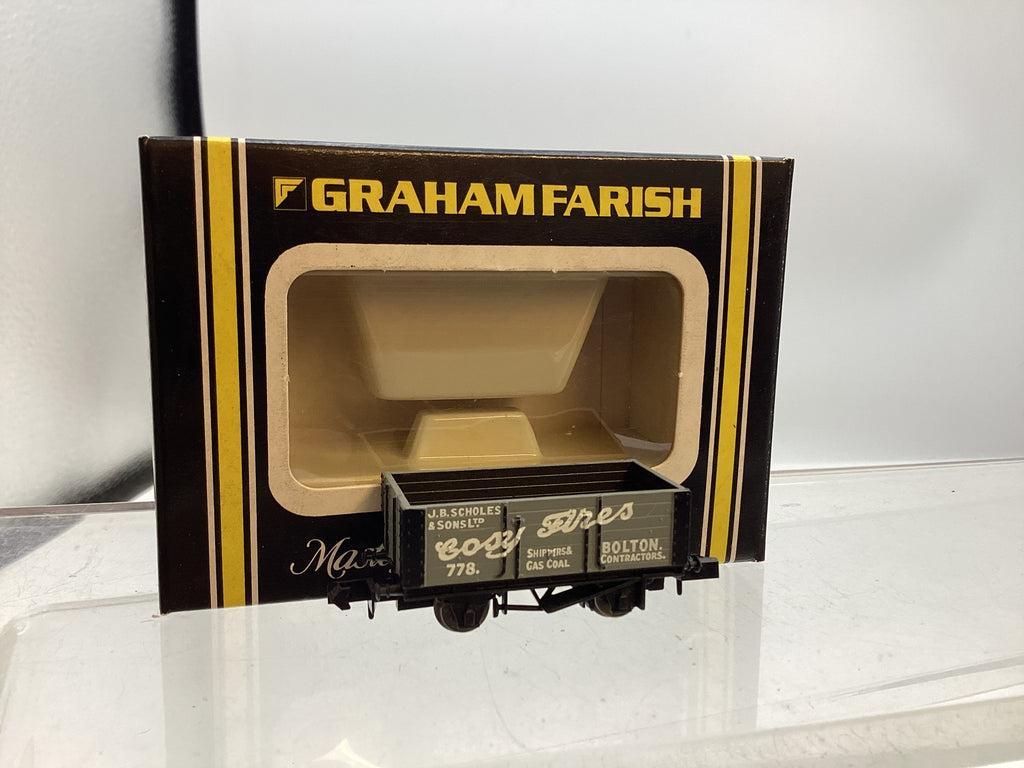 GRAHAM FARISH
J.B. SCHOLES
& SONS LTD
Cosy Fires
778.
SHIPPERS &
GAS COAL
BOLTON.
CONTRACTORS.